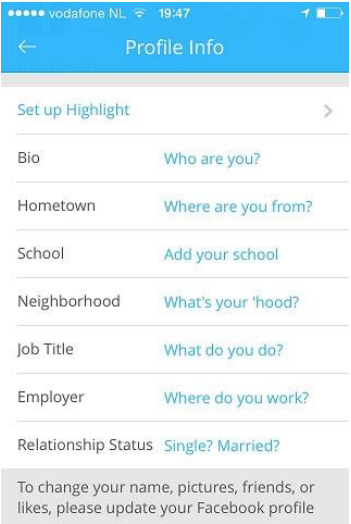 vodafone NL 19:47
Profile Info
Set up Highlight
Bio Who are you?
Hometown Where are you from?
School Add your school
Neighborhood What's your 'hood?
Job Title What do you do?
Employer Where do you work?
Relationship Status Single? Married?
To change your name, pictures, friends, or
likes, please update your Facebook profile